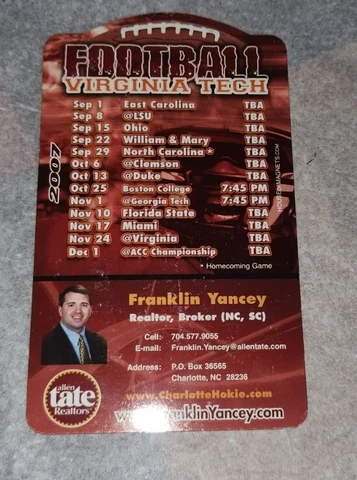 FOOTBALL
VIRGINIA TECH
2007
Sep 1 East Carolina TBA
Sep 8 @LSU TBA
Sep 15 Ohio TBA
Sep 22 William & Mary TBA
Sep 29 North Carolina * TBA
Oct 6 @Clemson TBA
Oct 13 @Duke TBA
Oct 25 Boston College 7:45 PM
Nov 1 @Georgia Tech 7:45 PM
Nov 10 Florida State TBA
Nov 17 Miami TBA
Nov 24 @Virginia TBA
Dec 1 @ACC Championship TBA
* Homecoming Game
Franklin Yancey
Realtor, Broker (NC, SC)
Cell: 704.577.9055
E-mail: Franklin.Yancey@allentate.com
Address: P.O. Box 36565
Charlotte, NC 28236
allen
tate
Realtors
www.CharlotteHokie.com
www.FranklinYancey.com